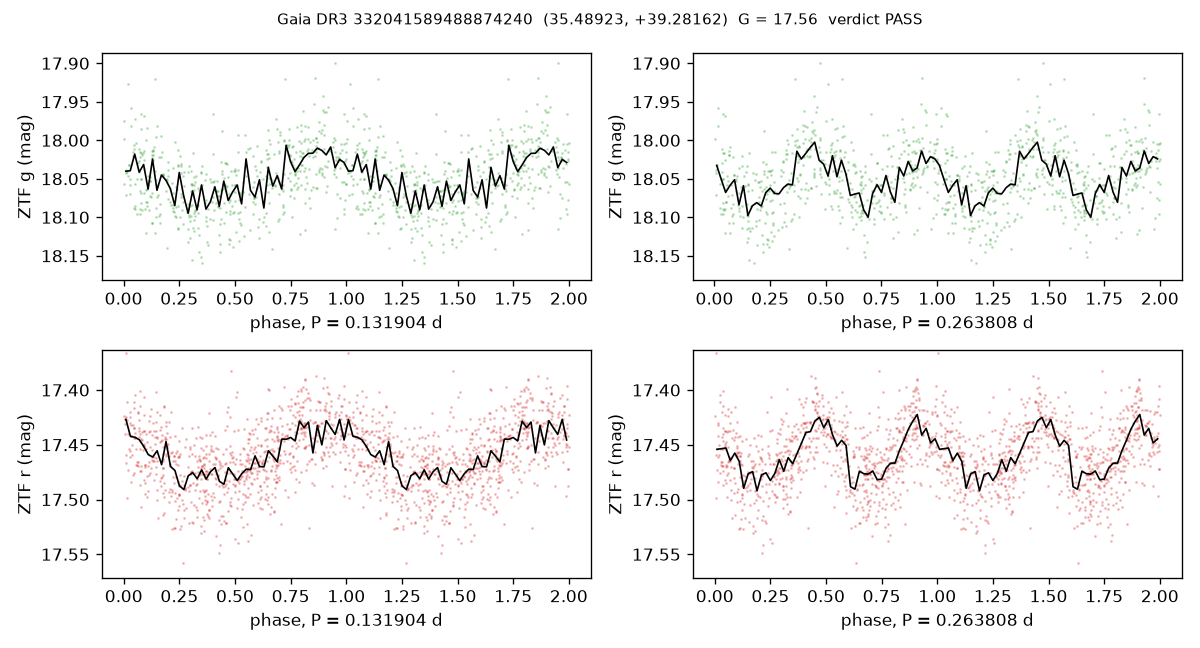 Gaia DR3 332041589488874240  (35.48923, +39.28162)  G = 17.56  verdict PASS
17.90
17.95
18.00
18.05
18.10
18.15
ZTF g (mag)
0.00 0.25 0.50 0.75 1.00 1.25 1.50 1.75 2.00
phase, P = 0.131904 d
17.90
17.95
18.00
18.05
18.10
18.15
ZTF g (mag)
0.00 0.25 0.50 0.75 1.00 1.25 1.50 1.75 2.00
phase, P = 0.263808 d
17.40
17.45
17.50
17.55
ZTF r (mag)
0.00 0.25 0.50 0.75 1.00 1.25 1.50 1.75 2.00
phase, P = 0.131904 d
17.40
17.45
17.50
17.55
ZTF r (mag)
0.00 0.25 0.50 0.75 1.00 1.25 1.50 1.75 2.00
phase, P = 0.263808 d